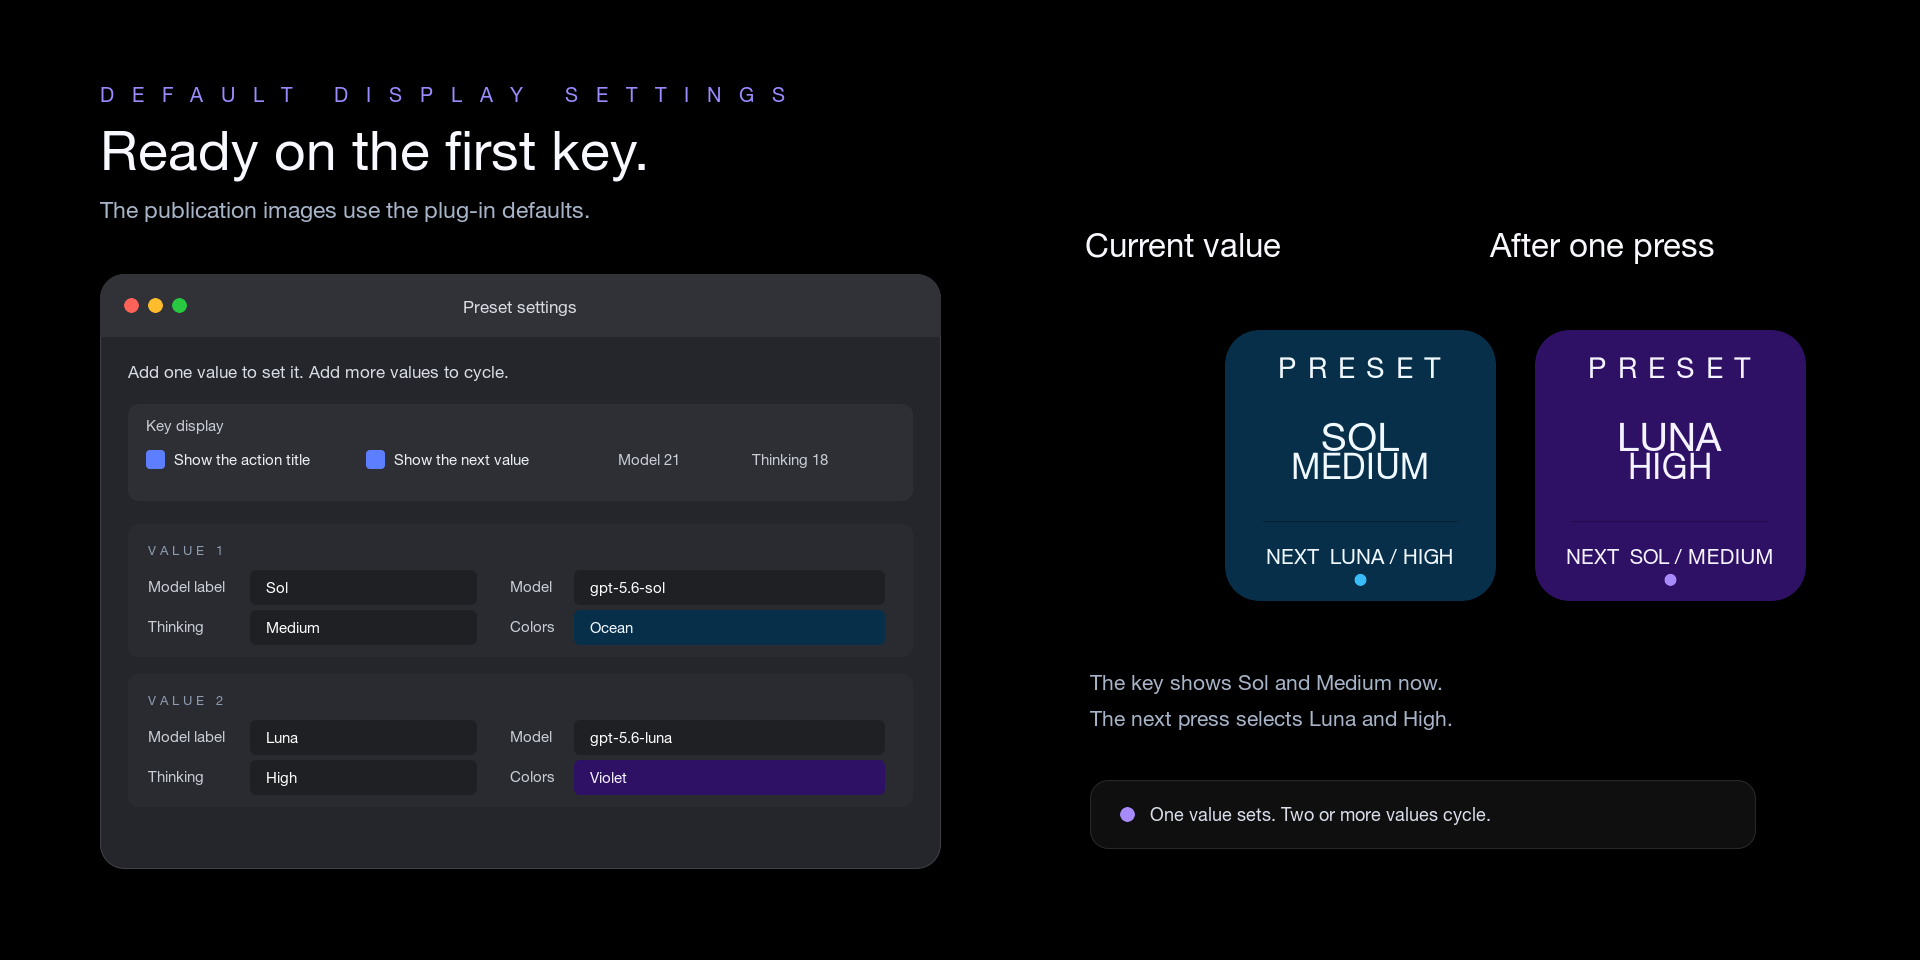 DEFAULT DISPLAY SETTINGS
Ready on the first key.
The publication images use the plug-in defaults.
Preset settings
Add one value to set it. Add more values to cycle.
Key display
Show the action title
Show the next value
Model 21
Thinking 18
VALUE 1
Model label Sol Model gpt-5.6-sol
Thinking Medium Colors Ocean
VALUE 2
Model label Luna Model gpt-5.6-luna
Thinking High Colors Violet
Current value
After one press
PRESET
SOL
MEDIUM
NEXT LUNA / HIGH
PRESET
LUNA
HIGH
NEXT SOL / MEDIUM
The key shows Sol and Medium now.
The next press selects Luna and High.
One value sets. Two or more values cycle.